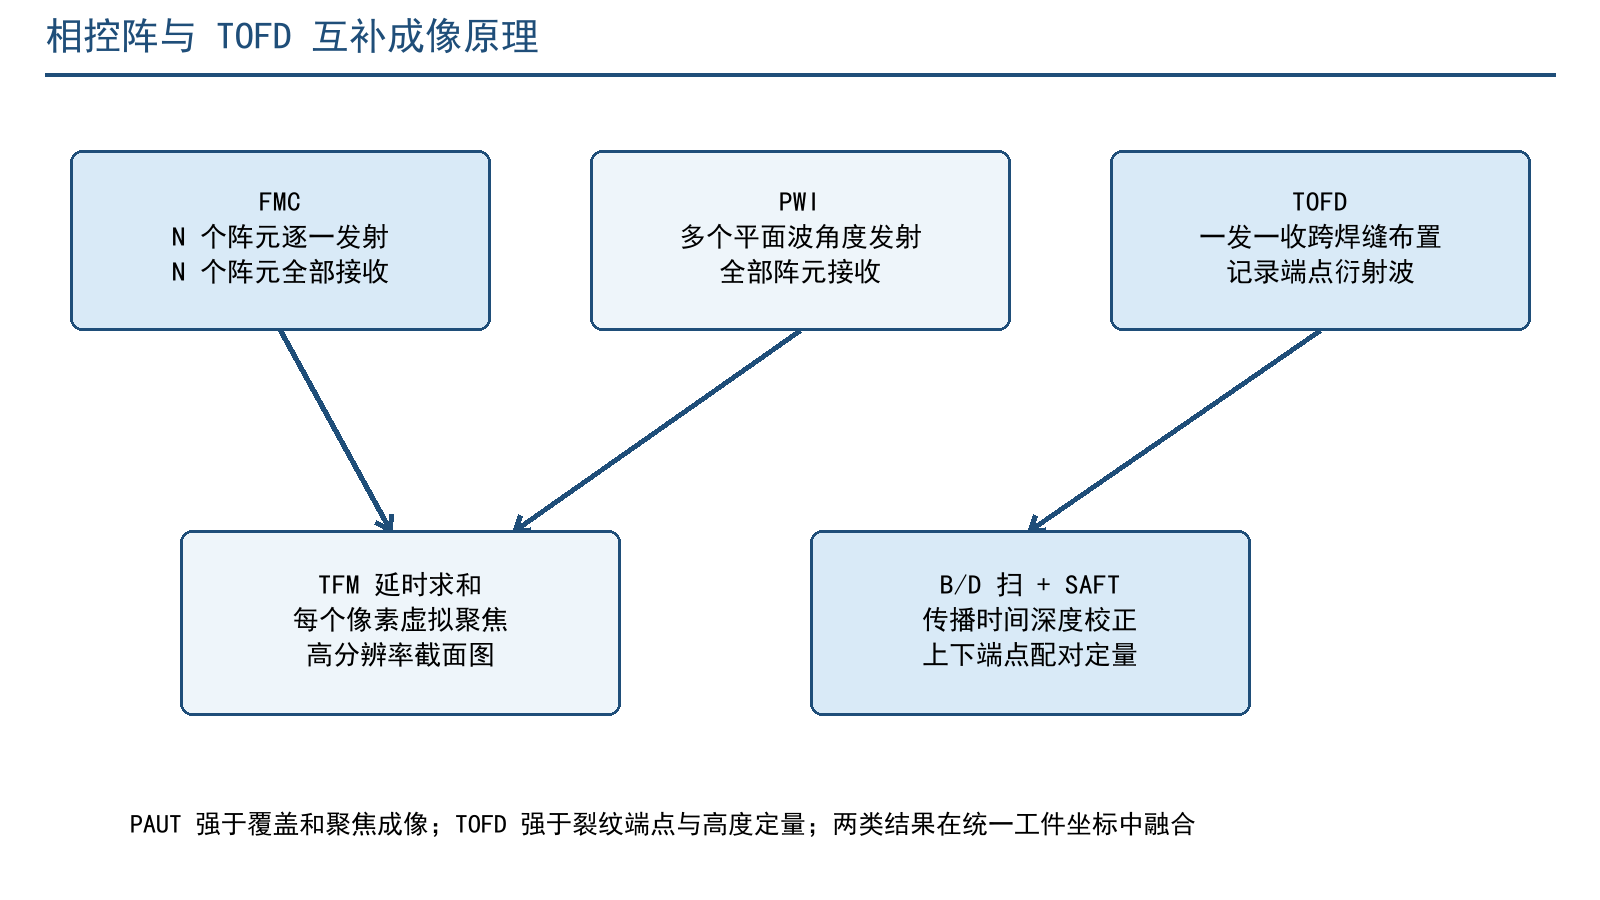 相控阵与 TOFD 互补成像原理
FMC
N 个阵元逐一发射
N 个阵元全部接收
PWI
多个平面波角度发射
全部阵元接收
TOFD
一发一收跨焊缝布置
记录端点衍射波
TFM 延时求和
每个像素虚拟聚焦
高分辨率截面图
B/D 扫 + SAFT
传播时间深度校正
上下端点配对定量
PAUT 强于覆盖和聚焦成像；TOFD 强于裂纹端点与高度定量；两类结果在统一工件坐标中融合